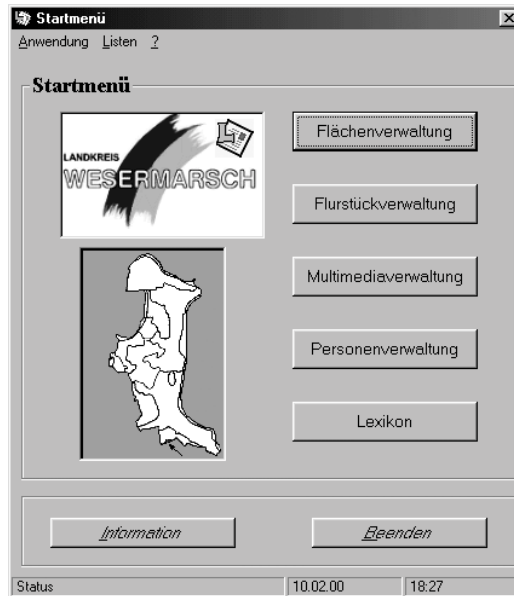 Startmenü
Anwendung Listen ?
Startmenü
LANDKREIS
WESERMARSCH
Flächenverwaltung
Flurstückverwaltung
Multimediaverwaltung
Personenverwaltung
Lexikon
Information
Beenden
Status 10.02.00 18:27